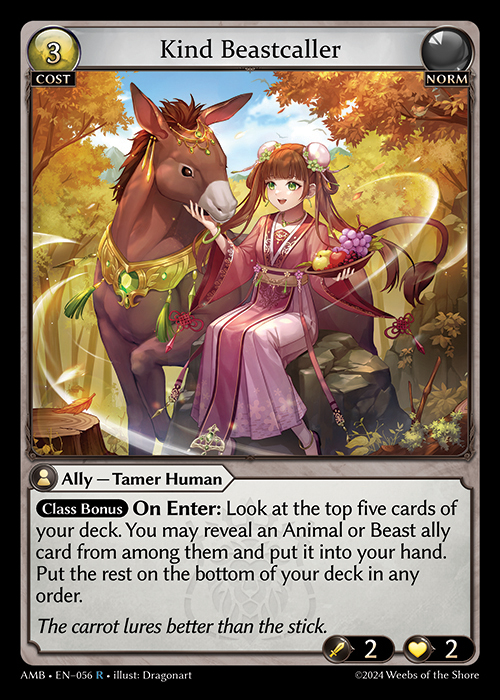 3
Kind Beastcaller
COST
NORM
Ally — Tamer Human
Class Bonus On Enter: Look at the top five cards of
your deck. You may reveal an Animal or Beast ally
card from among them and put it into your hand.
Put the rest on the bottom of your deck in any
order.
The carrot lures better than the stick.
2
2
AMB • EN-056 R • illust: Dragonart
©2024 Weebs of the Shore